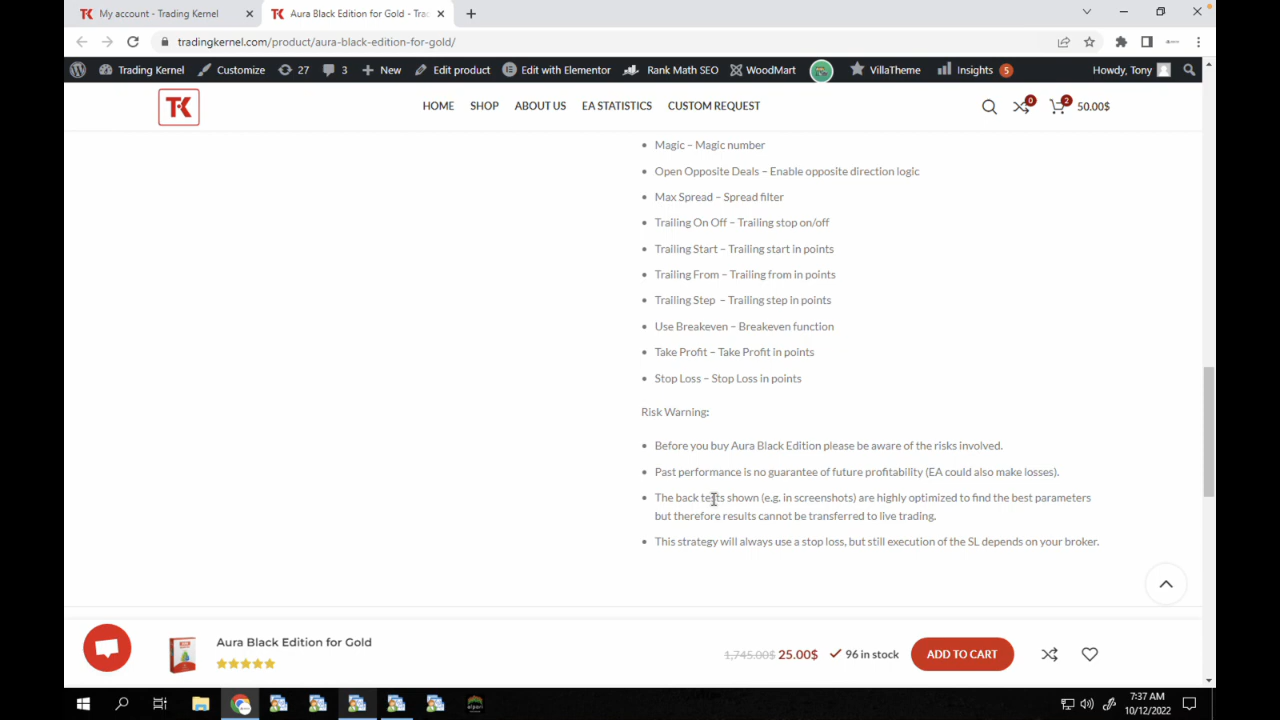 My account - Trading Kernel
Aura Black Edition for Gold - Trad
tradingkernel.com/product/aura-black-edition-for-gold/
Trading Kernel Customize 27 3 New Edit product Edit with Elementor Rank Math SEO WoodMart VillaTheme Insights 5 Howdy, Tony
TK HOME SHOP ABOUT US EA STATISTICS CUSTOM REQUEST 0 2 50.00$
Magic – Magic number
Open Opposite Deals – Enable opposite direction logic
Max Spread – Spread filter
Trailing On Off – Trailing stop on/off
Trailing Start – Trailing start in points
Trailing From – Trailing from in points
Trailing Step – Trailing step in points
Use Breakeven – Breakeven function
Take Profit – Take Profit in points
Stop Loss – Stop Loss in points
Risk Warning:
Before you buy Aura Black Edition please be aware of the risks involved.
Past performance is no guarantee of future profitability (EA could also make losses).
The back tests shown (e.g. in screenshots) are highly optimized to find the best parameters
but therefore results cannot be transferred to live trading.
This strategy will always use a stop loss, but still execution of the SL depends on your broker.
Aura Black Edition for Gold
1,745.00$ 25.00$ 96 in stock ADD TO CART
7:37 AM
10/12/2022